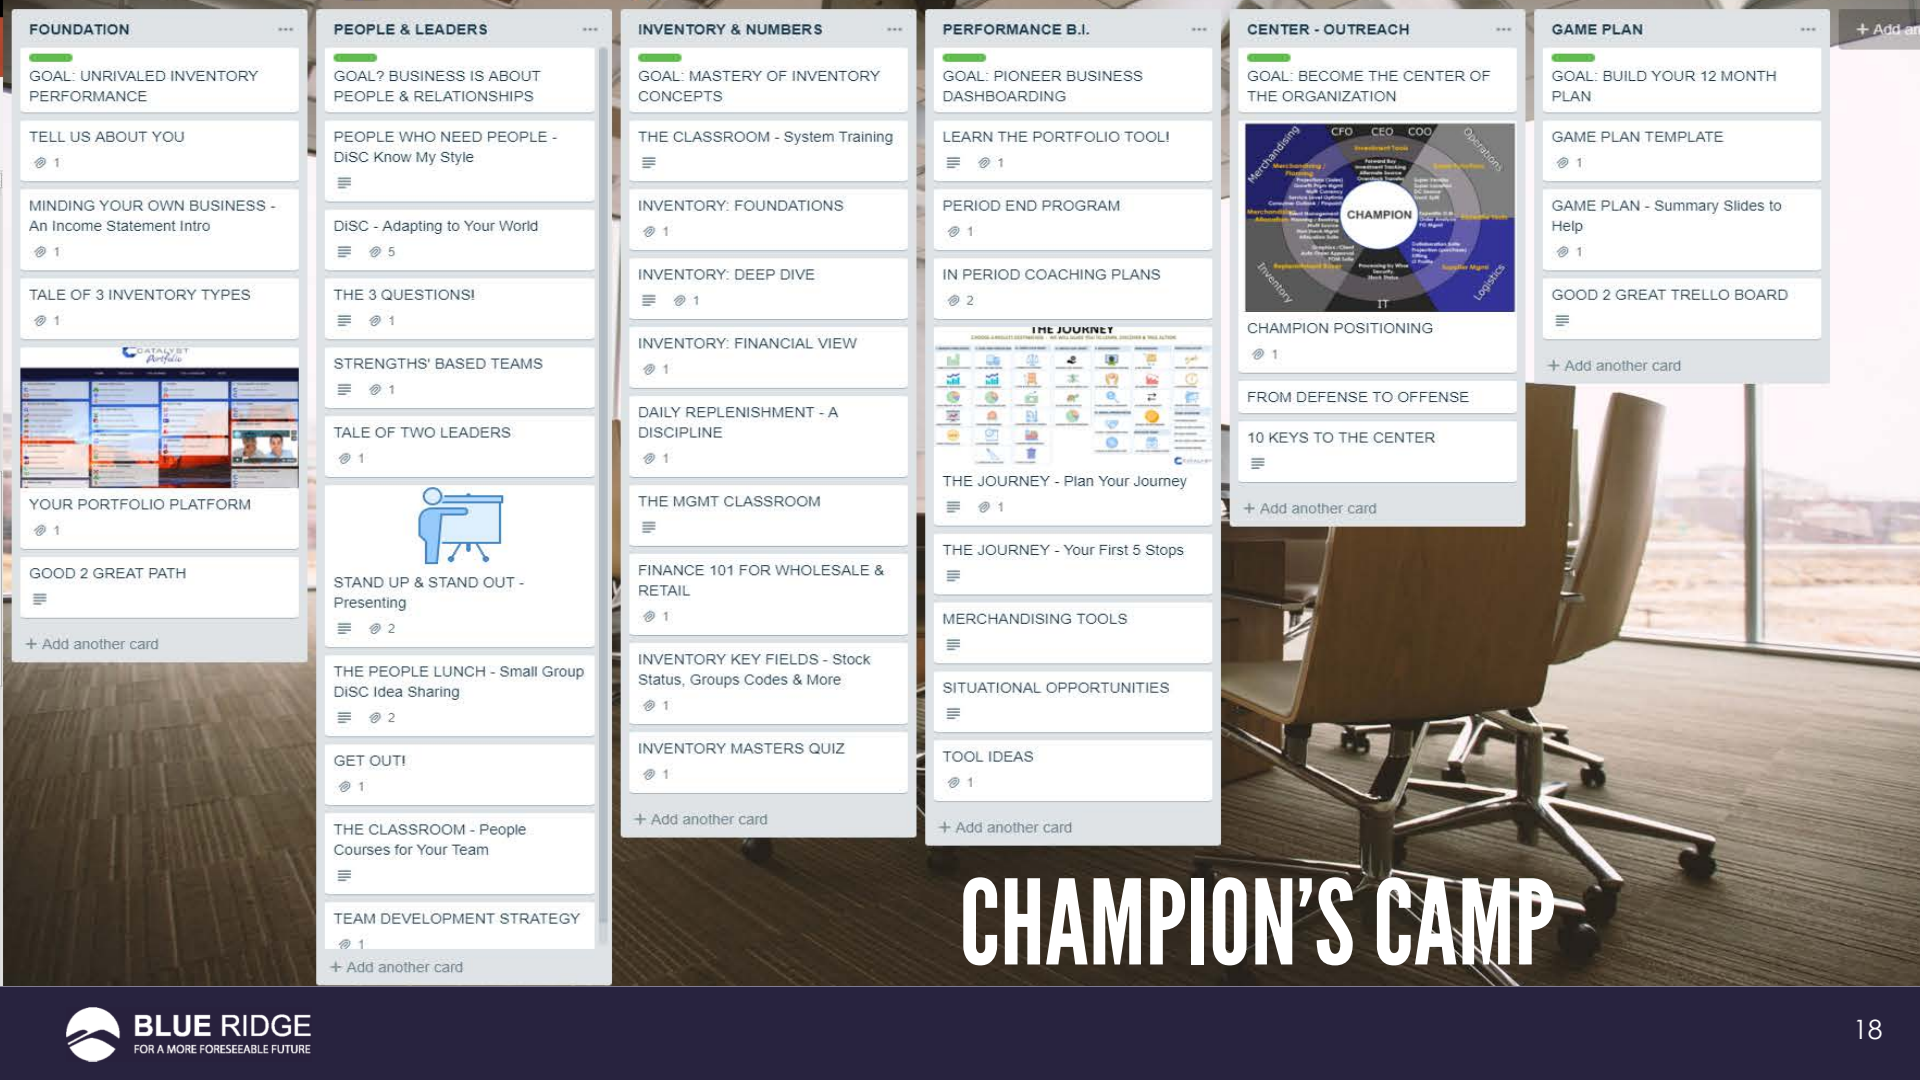 FOUNDATION
GOAL: UNRIVALED INVENTORY
PERFORMANCE
TELL US ABOUT YOU
1
MINDING YOUR OWN BUSINESS -
An Income Statement Intro
1
TALE OF 3 INVENTORY TYPES
1
CATALYST
Portfolio
YOUR PORTFOLIO PLATFORM
1
GOOD 2 GREAT PATH
+ Add another card
PEOPLE & LEADERS
GOAL? BUSINESS IS ABOUT
PEOPLE & RELATIONSHIPS
PEOPLE WHO NEED PEOPLE -
DiSC Know My Style
DiSC - Adapting to Your World
5
THE 3 QUESTIONS!
1
STRENGTHS' BASED TEAMS
1
TALE OF TWO LEADERS
1
STAND UP & STAND OUT -
Presenting
2
THE PEOPLE LUNCH - Small Group
DiSC Idea Sharing
2
GET OUT!
1
THE CLASSROOM - People
Courses for Your Team
TEAM DEVELOPMENT STRATEGY
1
+ Add another card
INVENTORY & NUMBERS
GOAL: MASTERY OF INVENTORY
CONCEPTS
THE CLASSROOM - System Training
INVENTORY: FOUNDATIONS
1
INVENTORY: DEEP DIVE
1
INVENTORY: FINANCIAL VIEW
1
DAILY REPLENISHMENT - A
DISCIPLINE
1
THE MGMT CLASSROOM
FINANCE 101 FOR WHOLESALE &
RETAIL
1
INVENTORY KEY FIELDS - Stock
Status, Groups Codes & More
1
INVENTORY MASTERS QUIZ
1
+ Add another card
PERFORMANCE B.I.
GOAL: PIONEER BUSINESS
DASHBOARDING
LEARN THE PORTFOLIO TOOL!
1
PERIOD END PROGRAM
1
IN PERIOD COACHING PLANS
2
THE JOURNEY
THE JOURNEY - Plan Your Journey
1
THE JOURNEY - Your First 5 Stops
MERCHANDISING TOOLS
SITUATIONAL OPPORTUNITIES
TOOL IDEAS
1
+ Add another card
CENTER - OUTREACH
GOAL: BECOME THE CENTER OF
THE ORGANIZATION
CFO CEO COO
Merchandising
Operations
Investment Tools
CHAMPION
Inventory
Logistics
IT
CHAMPION POSITIONING
1
FROM DEFENSE TO OFFENSE
10 KEYS TO THE CENTER
+ Add another card
GAME PLAN
GOAL: BUILD YOUR 12 MONTH
PLAN
GAME PLAN TEMPLATE
1
GAME PLAN - Summary Slides to
Help
1
GOOD 2 GREAT TRELLO BOARD
+ Add another card
+ Add an
CHAMPION'S CAMP
BLUE RIDGE
FOR A MORE FORESEEABLE FUTURE
18